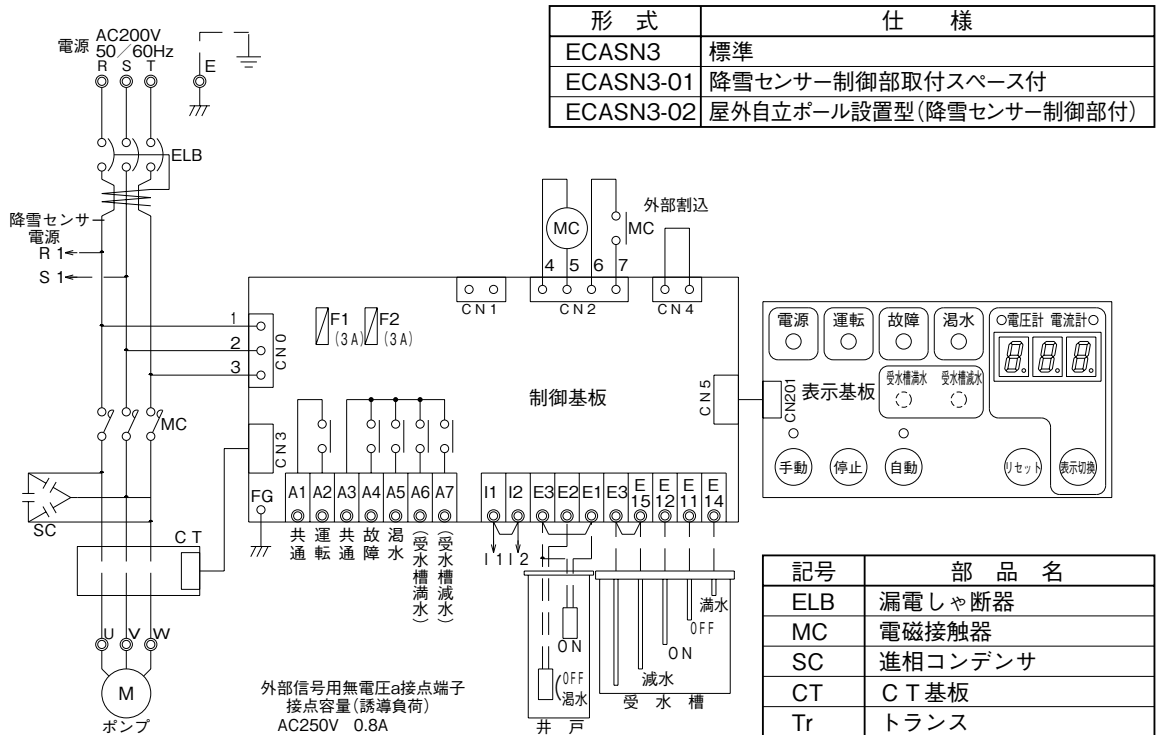 形 式 仕 様
ECASN3 標準
ECASN3-01 降雪センサー制御部取付スペース付
ECASN3-02 屋外自立ポール設置型(降雪センサー制御部付)
電源 AC200V
50/60Hz
R S T E
ELB
降雪センサー
電源
R1
S1
外部割込
MC MC
4 5 6 7
CN1 CN2 CN4
F1 F2
(3A) (3A)
1
2
3
CN0
制御基板
CN5
CN3
MC
SC
CT
FG
A1 A2 A3 A4 A5 A6 A7
I1 I2 E3 E2 E1 E3 E15 E12 E11 E14
共通 運転 共通 故障 渇水 (受水槽満水) (受水槽減水)
I1 I2
電源 運転 故障 渇水 電圧計 電流計
8.8.8.
受水槽満水 受水槽減水
CN201
表示基板
手動 停止 自動 リセット 表示切換
満水
OFF
ON
減水
受水槽
ON
OFF
渇水
井戸
U V W
M
ポンプ
外部信号用無電圧a接点端子
接点容量(誘導負荷)
AC250V 0.8A
記号 部 品 名
ELB 漏電しゃ断器
MC 電磁接触器
SC 進相コンデンサ
CT CT基板
Tr トランス